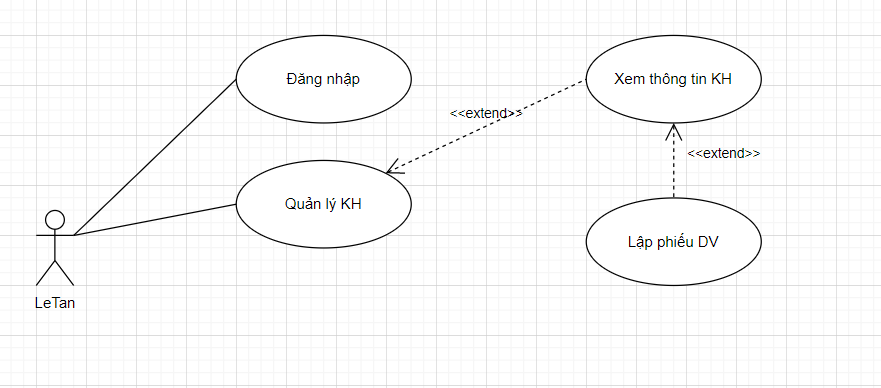 Đăng nhập
Xem thông tin KH
<<extend>>
<<extend>>
Quản lý KH
Lập phiếu DV
LeTan